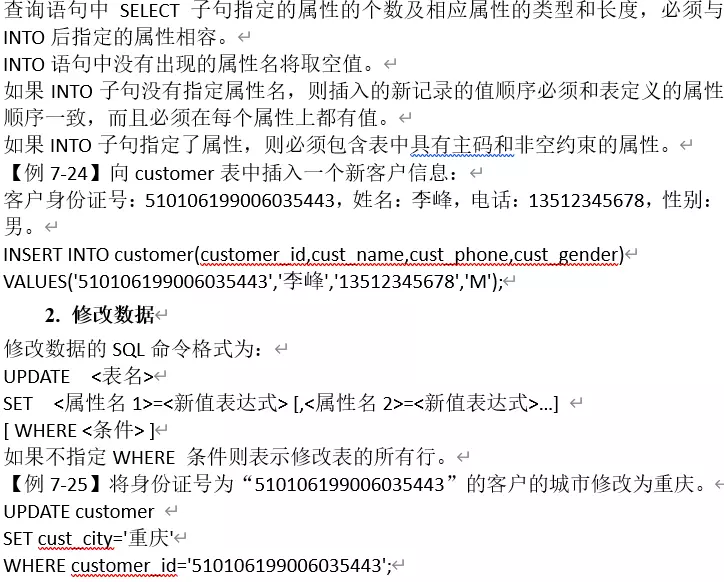 查询语句中 SELECT 子句指定的属性的个数及相应属性的类型和长度，必须与
INTO 后指定的属性相容。
INTO 语句中没有出现的属性名将取空值。
如果 INTO 子句没有指定属性名，则插入的新记录的值顺序必须和表定义的属性
顺序一致，而且必须在每个属性上都有值。
如果 INTO 子句指定了属性，则必须包含表中具有主码和非空约束的属性。
【例 7-24】向 customer 表中插入一个新客户信息：
客户身份证号：510106199006035443，姓名：李峰，电话：13512345678，性别：
男。
INSERT INTO customer(customer_id,cust_name,cust_phone,cust_gender)
VALUES('510106199006035443','李峰','13512345678','M');
2. 修改数据
修改数据的 SQL 命令格式为：
UPDATE <表名>
SET <属性名 1>=<新值表达式> [,<属性名 2>=<新值表达式>…]
[ WHERE <条件> ]
如果不指定 WHERE 条件则表示修改表的所有行。
【例 7-25】将身份证号为“510106199006035443”的客户的城市修改为重庆。
UPDATE customer
SET cust_city='重庆'
WHERE customer_id='510106199006035443';